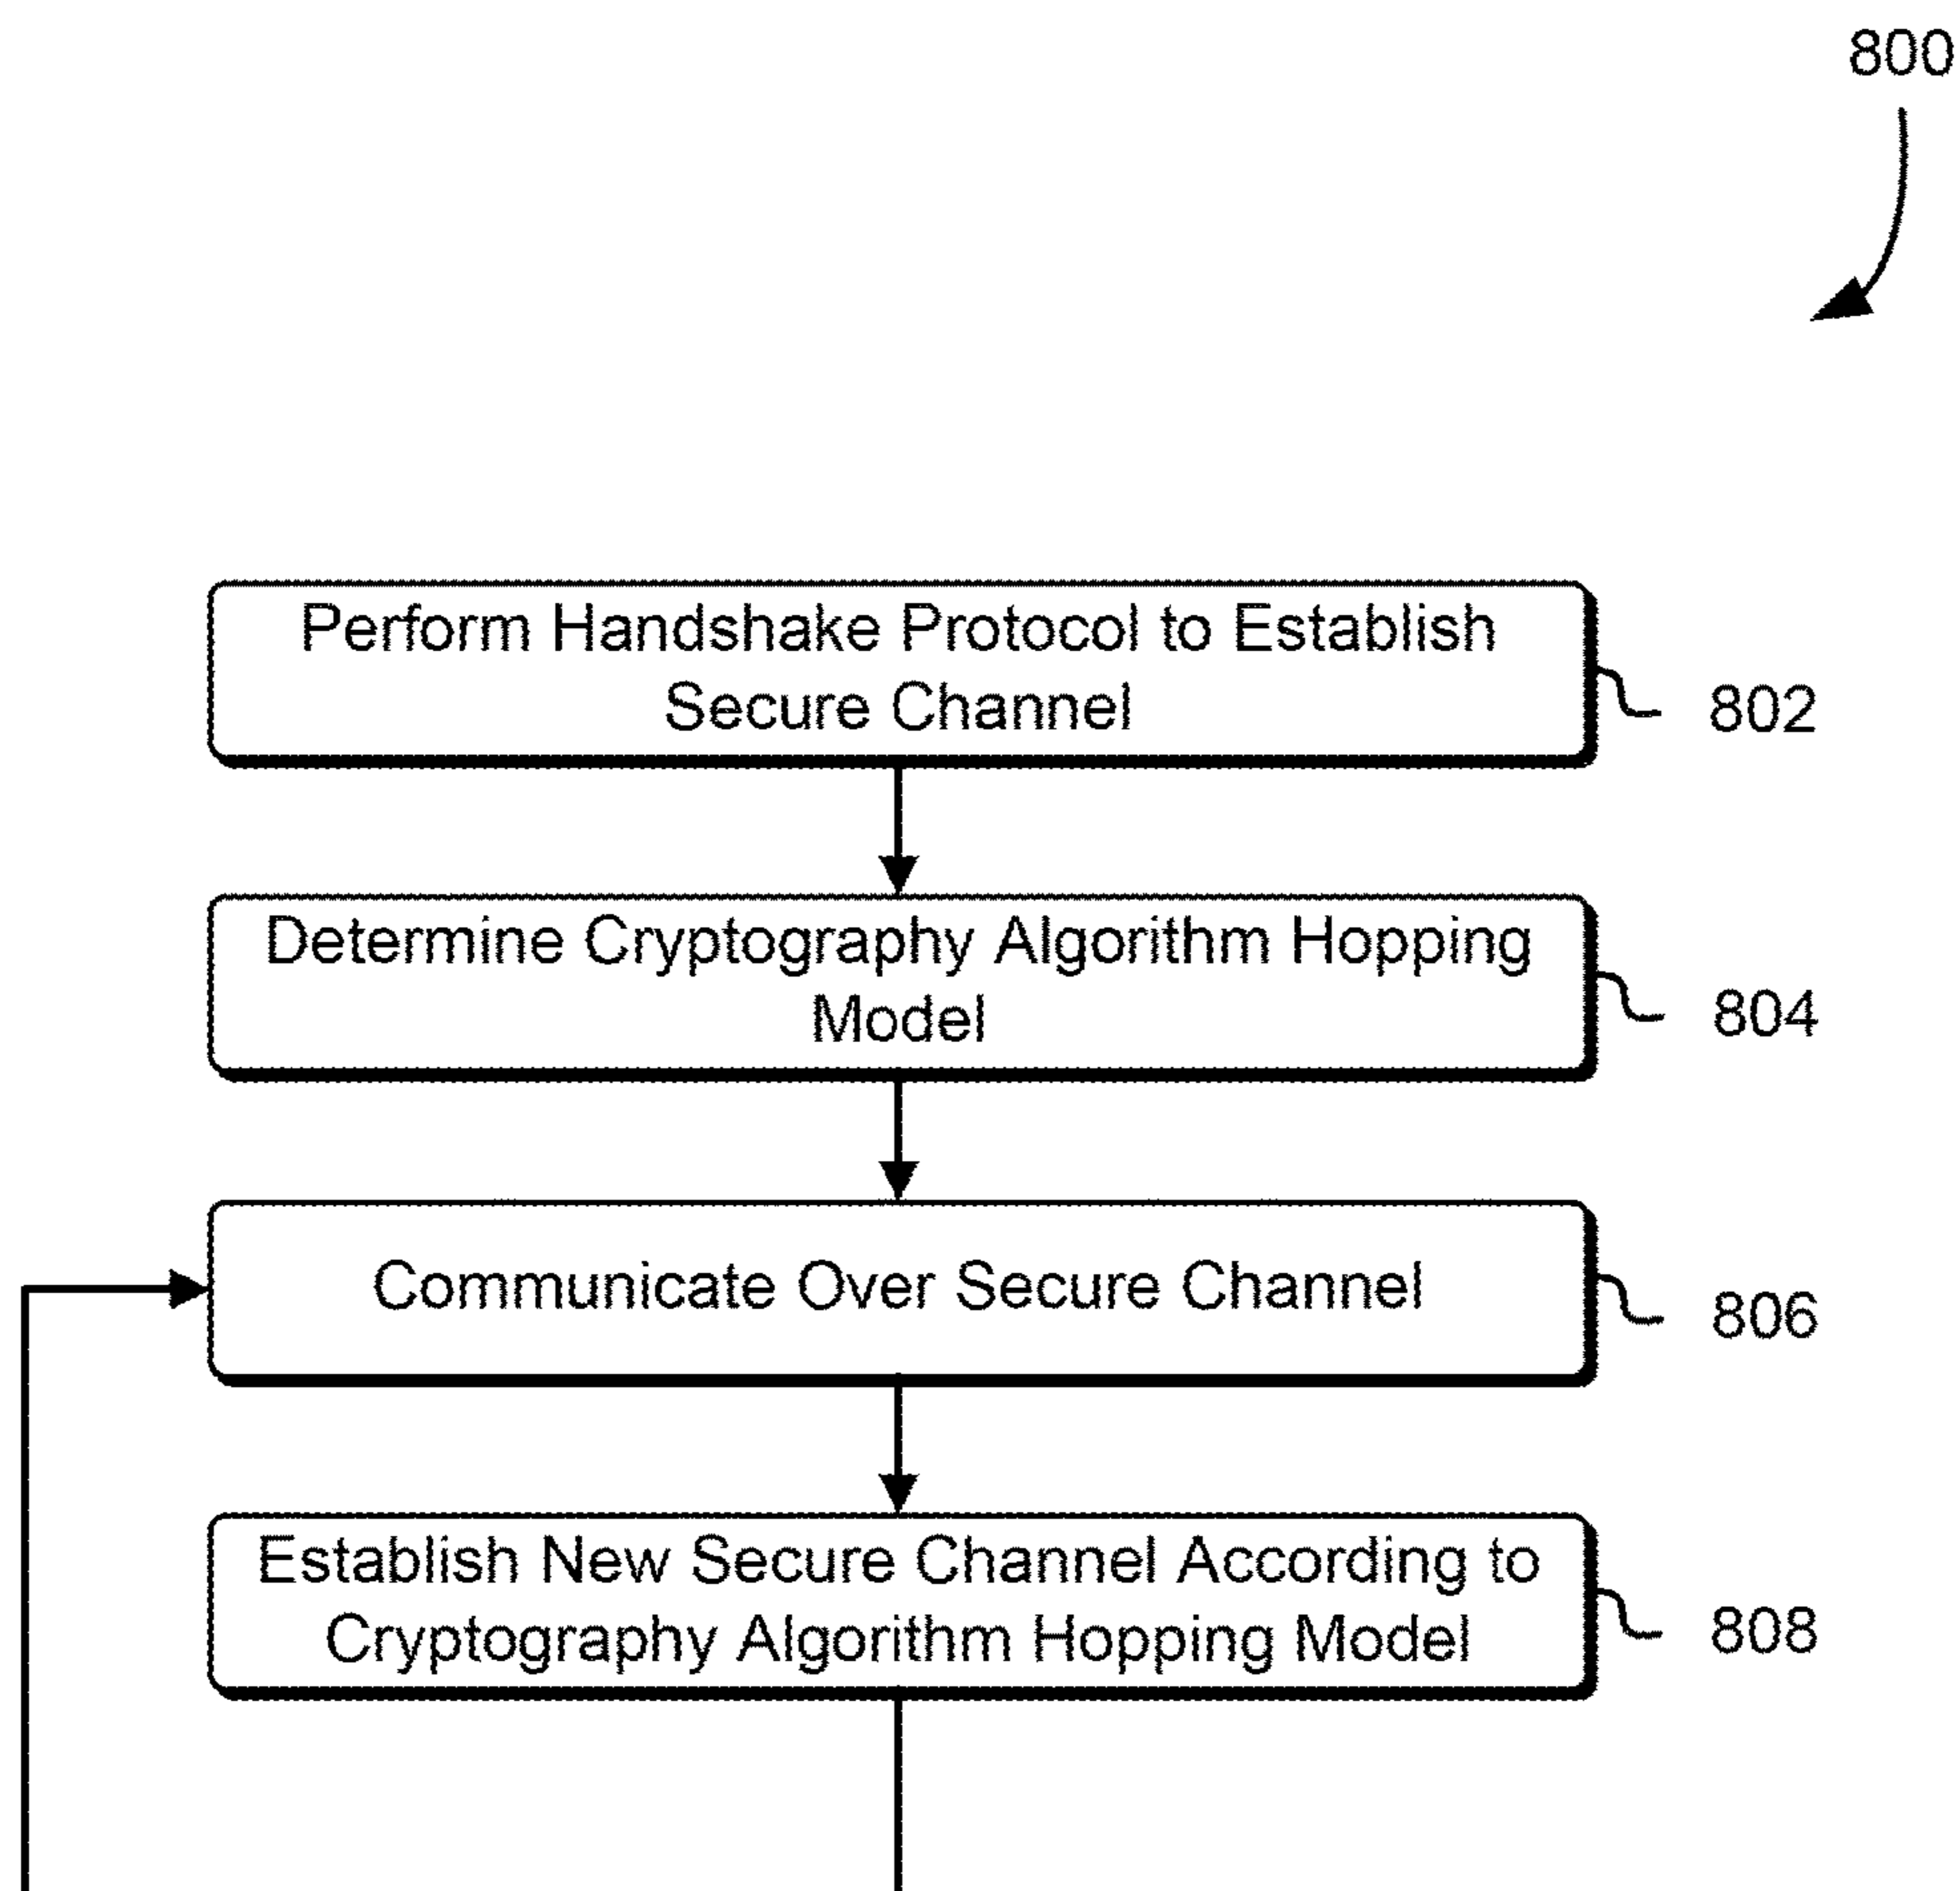 800
Perform Handshake Protocol to Establish
Secure Channel
802
Determine Cryptography Algorithm Hopping
Model
804
Communicate Over Secure Channel
806
Establish New Secure Channel According to
Cryptography Algorithm Hopping Model
808